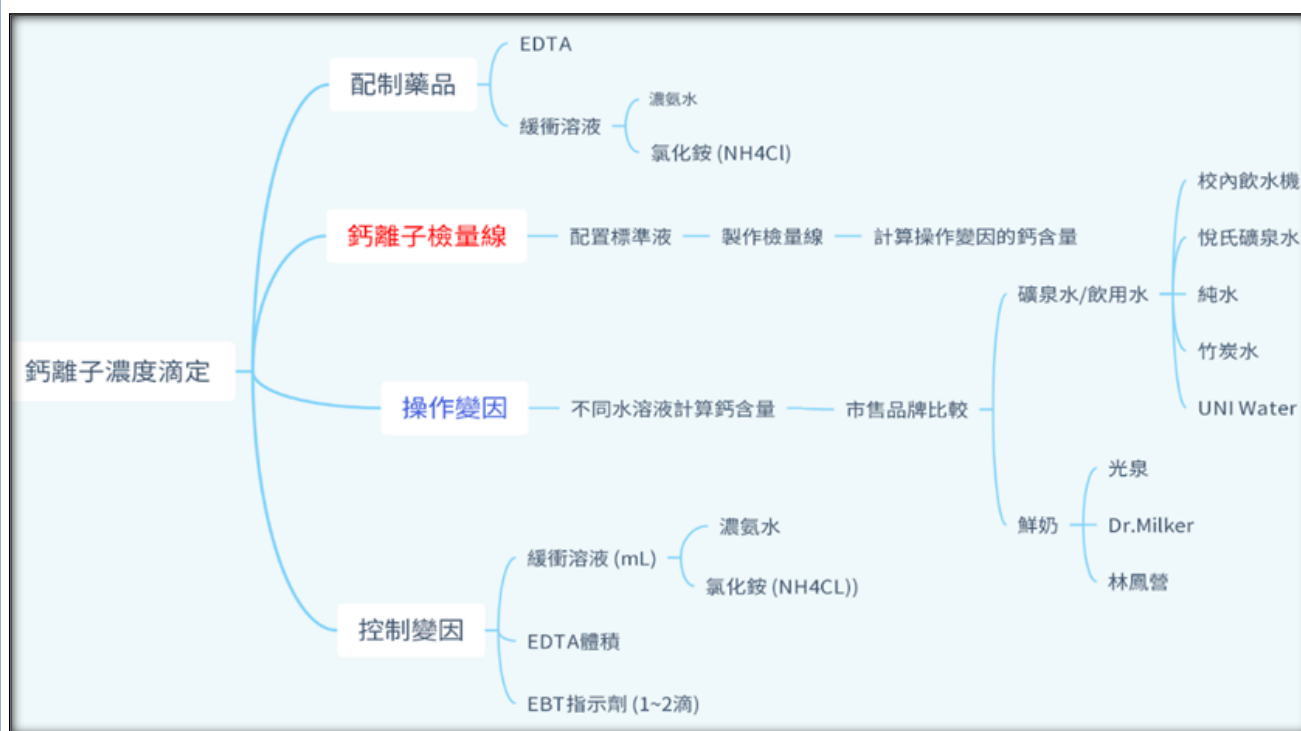 鈣離子濃度滴定
配制藥品
EDTA
緩衝溶液
濃氨水
氯化銨 (NH4Cl)
鈣離子檢量線
配置標準液
製作檢量線
計算操作變因的鈣含量
操作變因
不同水溶液計算鈣含量
市售品牌比較
礦泉水/飲用水
校內飲水機
悅氏礦泉水
純水
竹炭水
UNI Water
鮮奶
光泉
Dr.Milker
林鳳營
控制變因
緩衝溶液 (mL)
濃氨水
氯化銨 (NH4CL))
EDTA體積
EBT指示劑 (1~2滴)